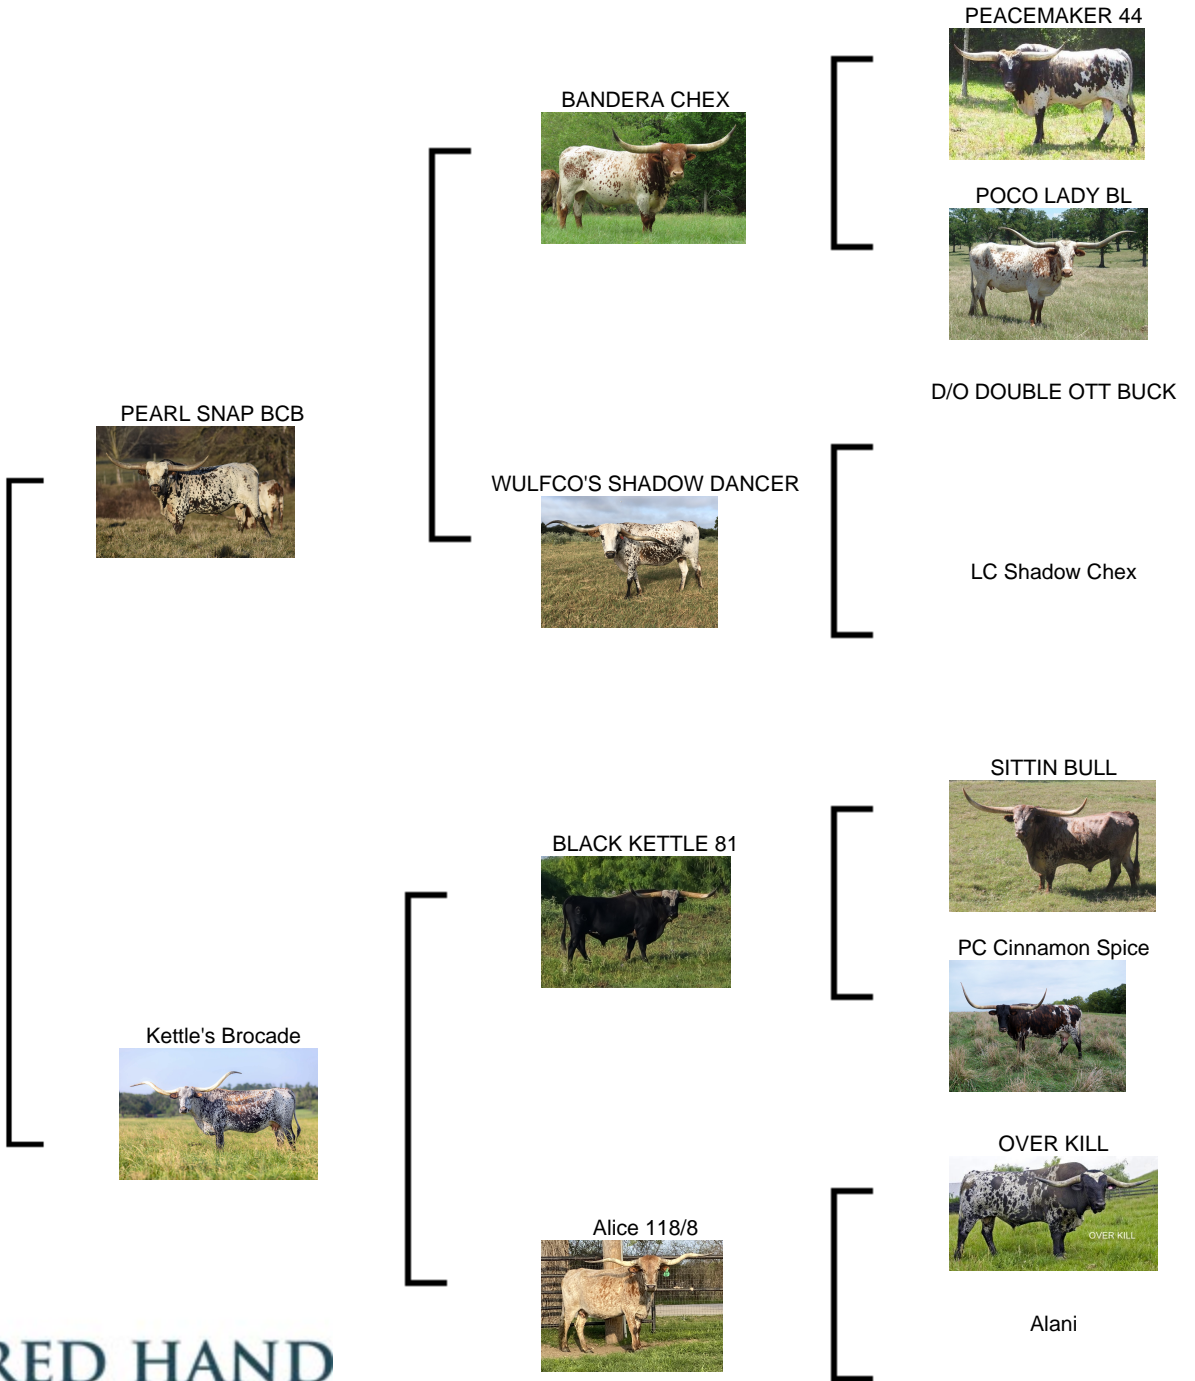 PEACEMAKER 44
BANDERA CHEX
POCO LADY BL
D/O DOUBLE OTT BUCK
PEARL SNAP BCB
WULFCO'S SHADOW DANCER
LC Shadow Chex
SITTIN BULL
BLACK KETTLE 81
PC Cinnamon Spice
Kettle's Brocade
OVER KILL
OVER KILL
Alice 118/8
Alani
RED HAND